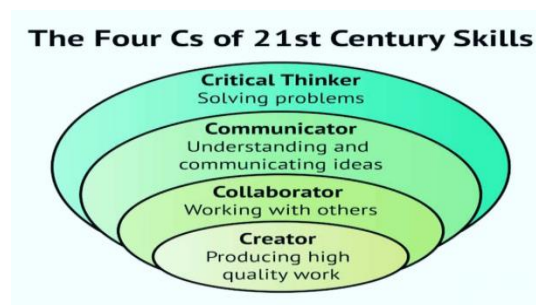 The Four Cs of 21st Century Skills
Critical Thinker
Solving problems
Communicator
Understanding and
communicating ideas
Collaborator
Working with others
Creator
Producing high
quality work